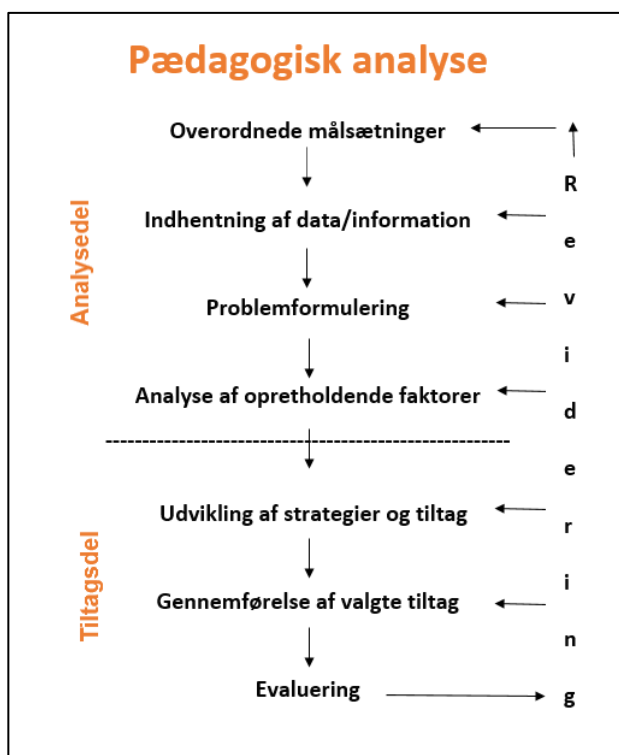 Pædagogisk analyse
Analysedel
Overordnede målsætninger
Indhentning af data/information
Problemformulering
Analyse af opretholdende faktorer
Tiltagsdel
Udvikling af strategier og tiltag
Gennemførelse af valgte tiltag
Evaluering
R
e
v
i
d
e
r
i
n
g